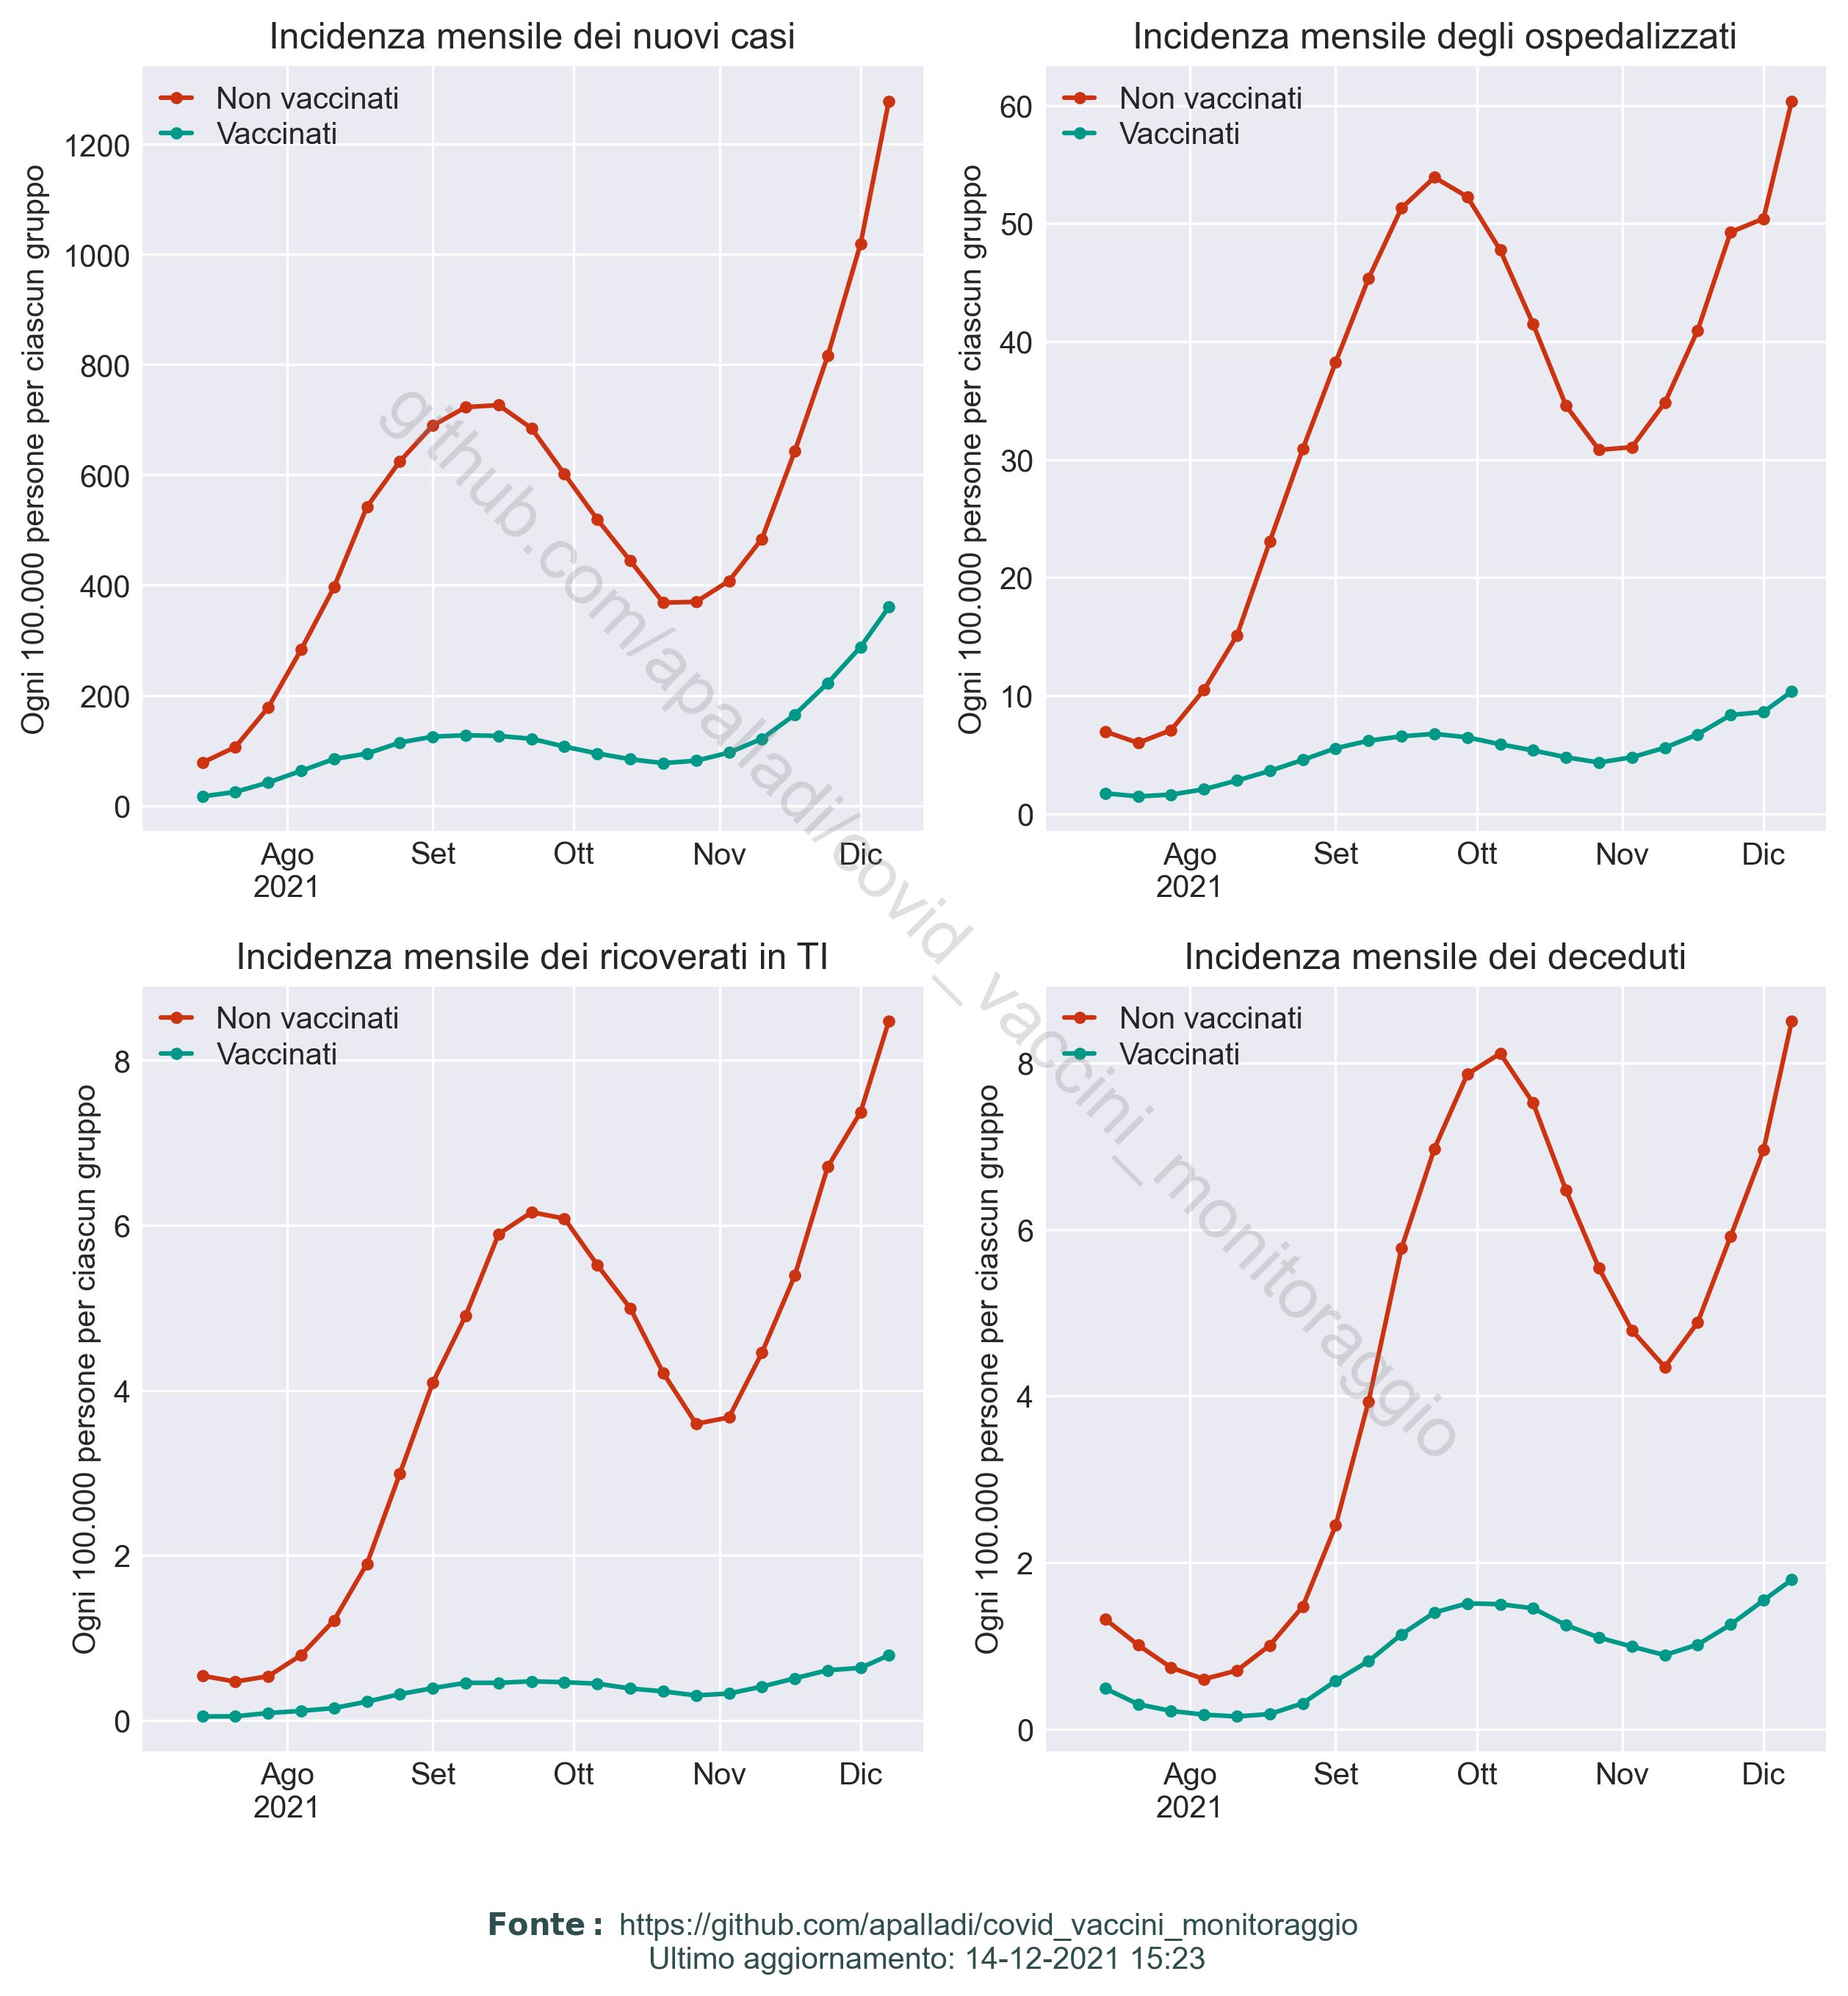 Incidenza mensile dei nuovi casi
Non vaccinati
Vaccinati
Ogni 100.000 persone per ciascun gruppo
1200
1000
800
600
400
200
0
Ago
2021
Set
Ott
Nov
Dic
Incidenza mensile degli ospedalizzati
Non vaccinati
Vaccinati
Ogni 100.000 persone per ciascun gruppo
60
50
40
30
20
10
0
Ago
2021
Set
Ott
Nov
Dic
Incidenza mensile dei ricoverati in TI
Non vaccinati
Vaccinati
Ogni 100.000 persone per ciascun gruppo
8
6
4
2
0
Ago
2021
Set
Ott
Nov
Dic
Incidenza mensile dei deceduti
Non vaccinati
Vaccinati
Ogni 100.000 persone per ciascun gruppo
8
6
4
2
0
Ago
2021
Set
Ott
Nov
Dic
github.com/apalladi/covid_vaccini_monitoraggio
Fonte: https://github.com/apalladi/covid_vaccini_monitoraggio
Ultimo aggiornamento: 14-12-2021 15:23